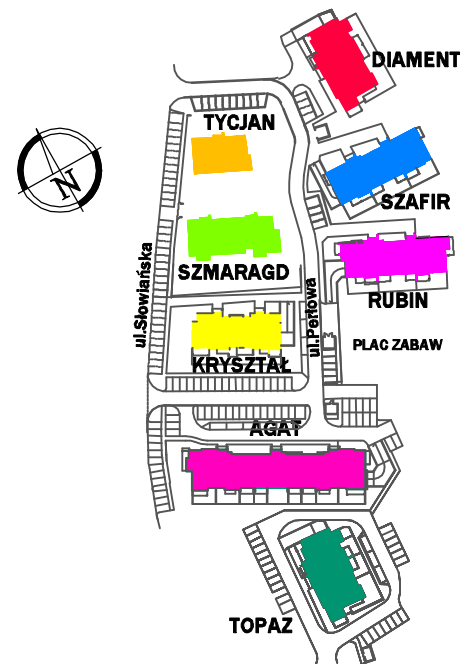 DIAMENT
TYCJAN
SZAFIR
N
SZMARAGD
ul.Słowiańska
RUBIN
ul.Perłowa
PLAC ZABAW
KRYSZTAŁ
AGAT
TOPAZ